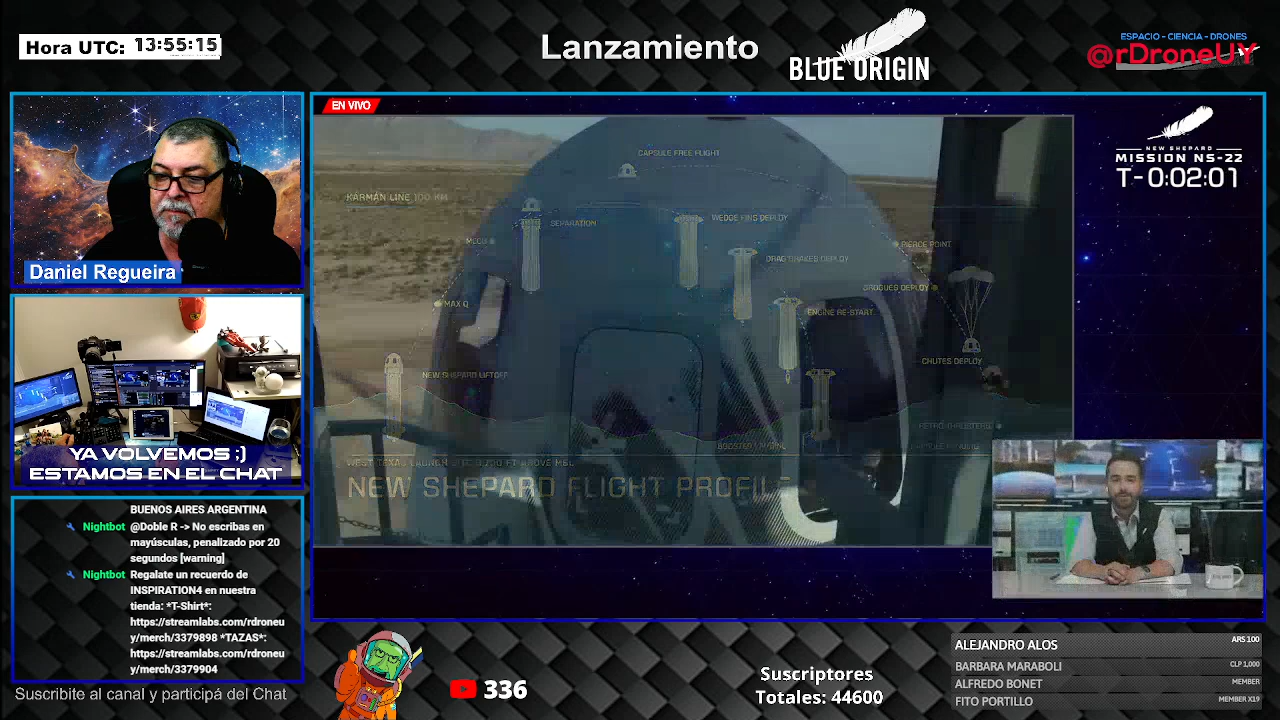 Hora UTC: 13:55:15
Lanzamiento
BLUE ORIGIN
ESPACIO - CIENCIA - DRONES
@rDroneUY
EN VIVO
NEW SHEPARD
MISSION NS-22
T-0:02:01
CAPSULE FREE FLIGHT
KÁRMÁN LINE 100 KM
SEPARATION
WEDGE FINS DEPLOY
MECO
PIERCE POINT
DRAG BRAKES DEPLOY
DROGUES DEPLOY
MAX Q
ENGINE RE-START
CHUTES DEPLOY
NEW SHEPARD LIFTOFF
NEW SHEPARD FLIGHT PROFILE
Daniel Regueira
YA VOLVEMOS ;)
ESTAMOS EN EL CHAT
BUENOS AIRES ARGENTINA
Nightbot @Doble R -> No escribas en
mayúsculas, penalizado por 20
segundos [warning]
Nightbot Regalate un recuerdo de
INSPIRATION4 en nuestra
tienda: *T-Shirt*:
https://streamlabs.com/rdroneu
y/merch/3379898 *TAZAS*:
https://streamlabs.com/rdroneu
y/merch/3379904
Suscribite al canal y participá del Chat
336
Suscriptores
Totales: 44600
ALEJANDRO ALOS ARS 100
BARBARA MARABOLI CLP 1,000
ALFREDO BONET MEMBER
FITO PORTILLO MEMBER X19